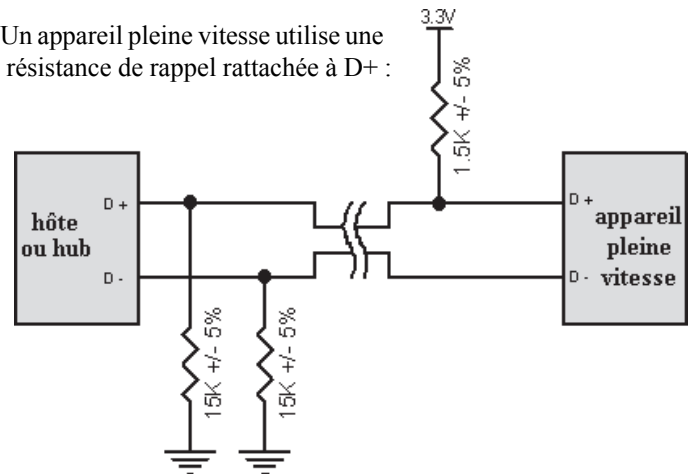 3.3V
Un appareil pleine vitesse utilise une
résistance de rappel rattachée à D+ :
1.5K +/- 5%
hôte
ou hub
D +
D -
D +
D -
appareil
pleine
vitesse
15K +/- 5%
15K +/- 5%